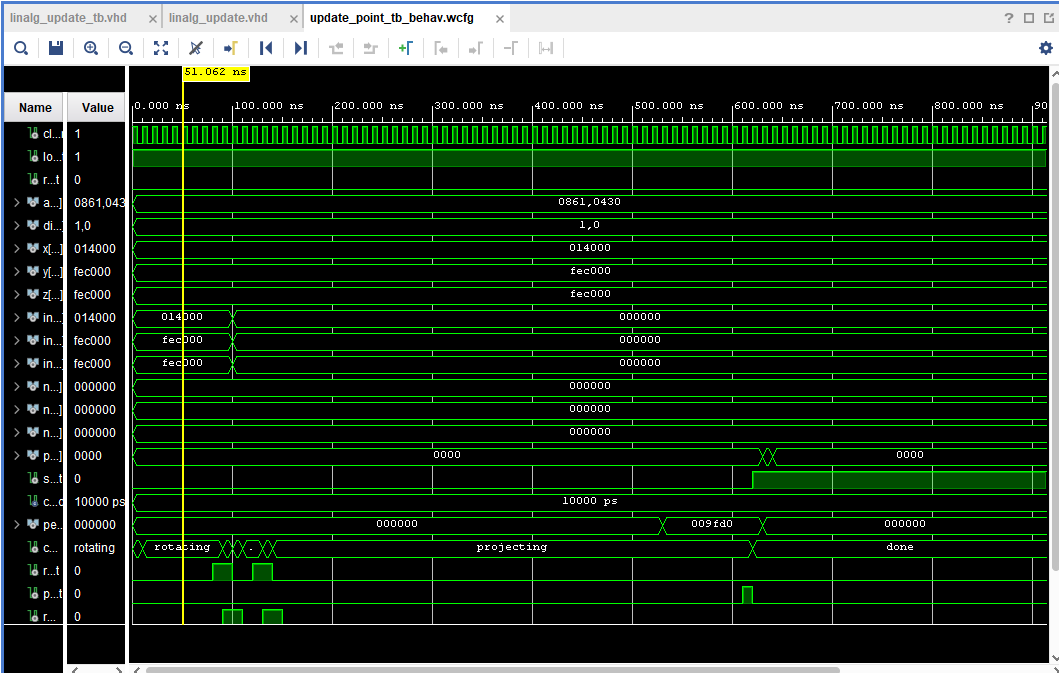 linalg_update_tb.vhd × linalg_update.vhd × update_point_tb_behav.wcfg ×
51.062 ns
Name Value
0.000 ns 100.000 ns 200.000 ns 300.000 ns 400.000 ns 500.000 ns 600.000 ns 700.000 ns 800.000 ns 90
cl... 1
lo... 1
r...t 0
a...] 0861,043 0861,0430
di...] 1,0 1,0
x[...] 014000 014000
y[...] fec000 fec000
z[...] fec000 fec000
in...] 014000 014000 000000
in...] fec000 fec000 000000
in...] fec000 fec000 000000
n...] 000000 000000
n...] 000000 000000
n...] 000000 000000
p...] 0000 0000 0000
s...t 0
c... 10000 ps 10000 ps
pe... 000000 000000 009fd0 000000
c... rotating rotating . projecting done
r...t 0
p...t 0
r... 0